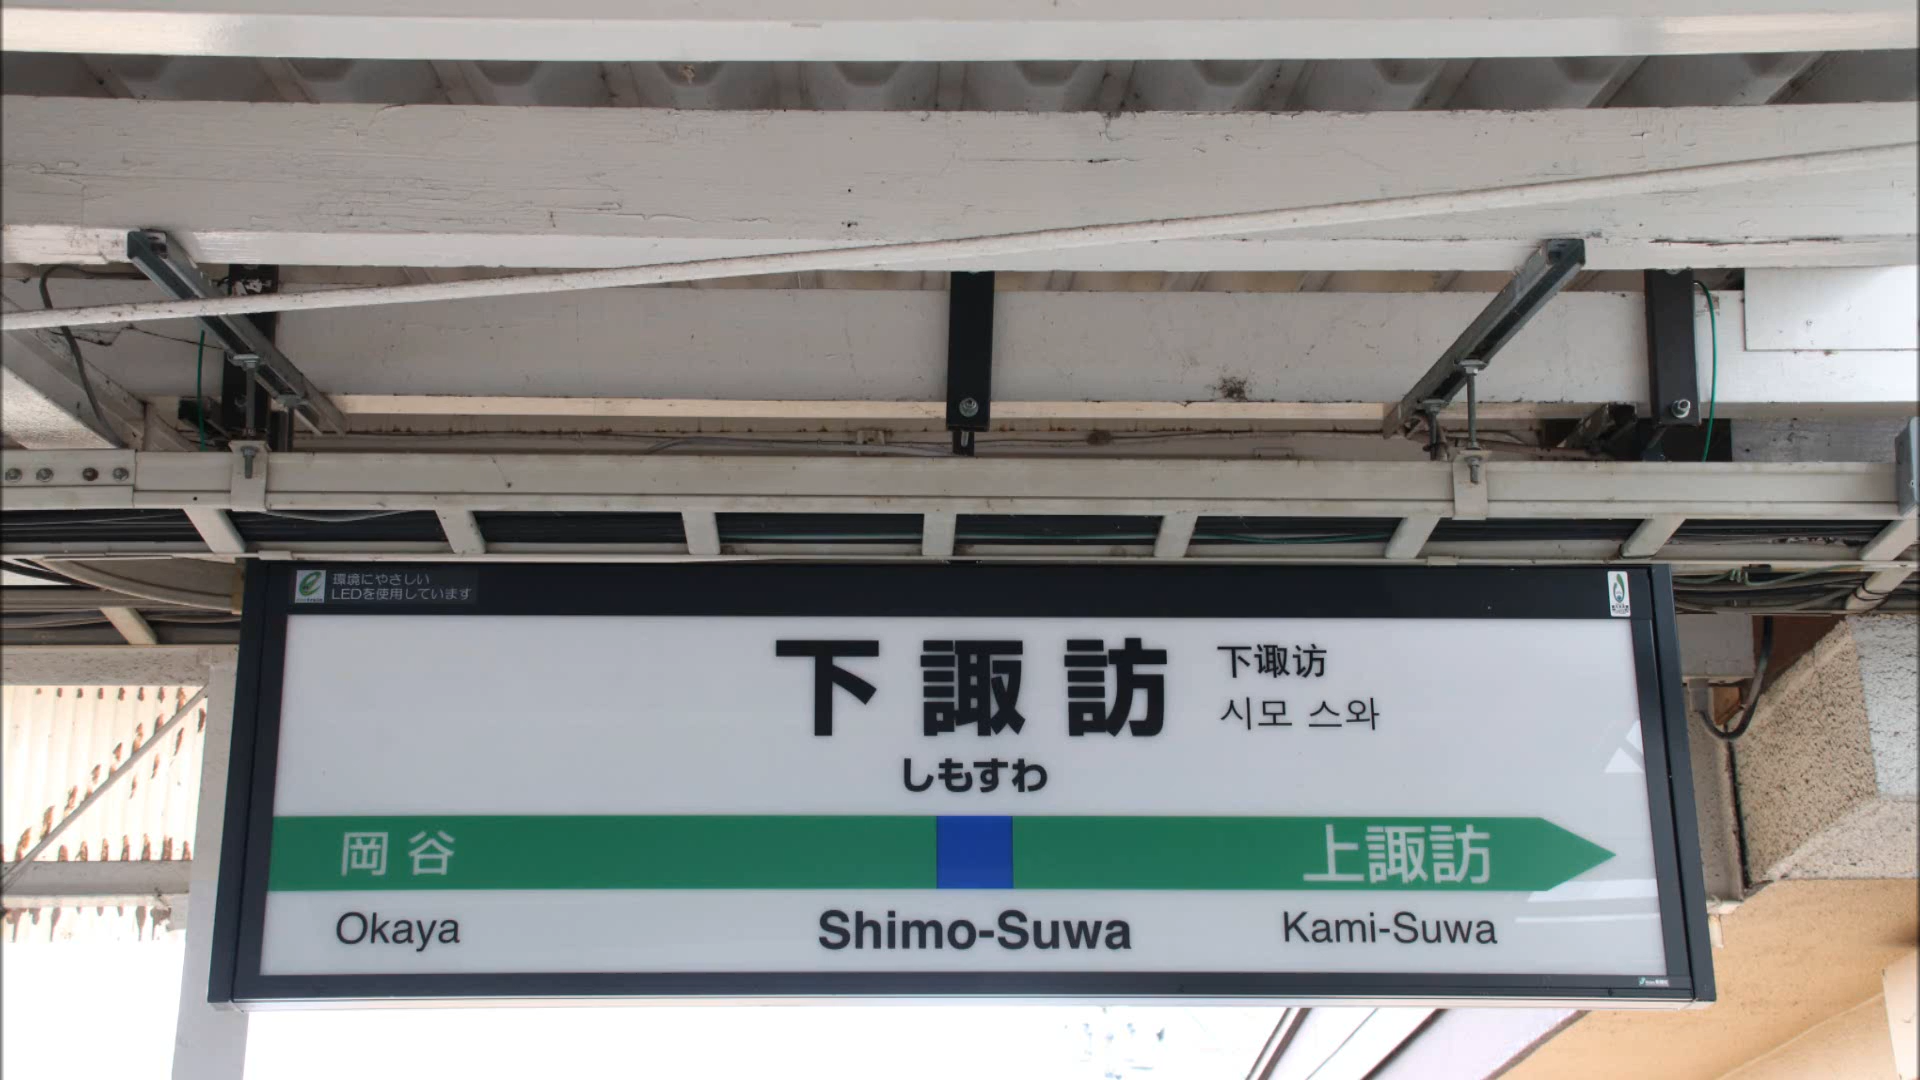 環境にやさしい
LEDを使用しています
下諏訪
下诹访
시모 스와
しもすわ
岡谷
上諏訪
Okaya
Shimo-Suwa
Kami-Suwa